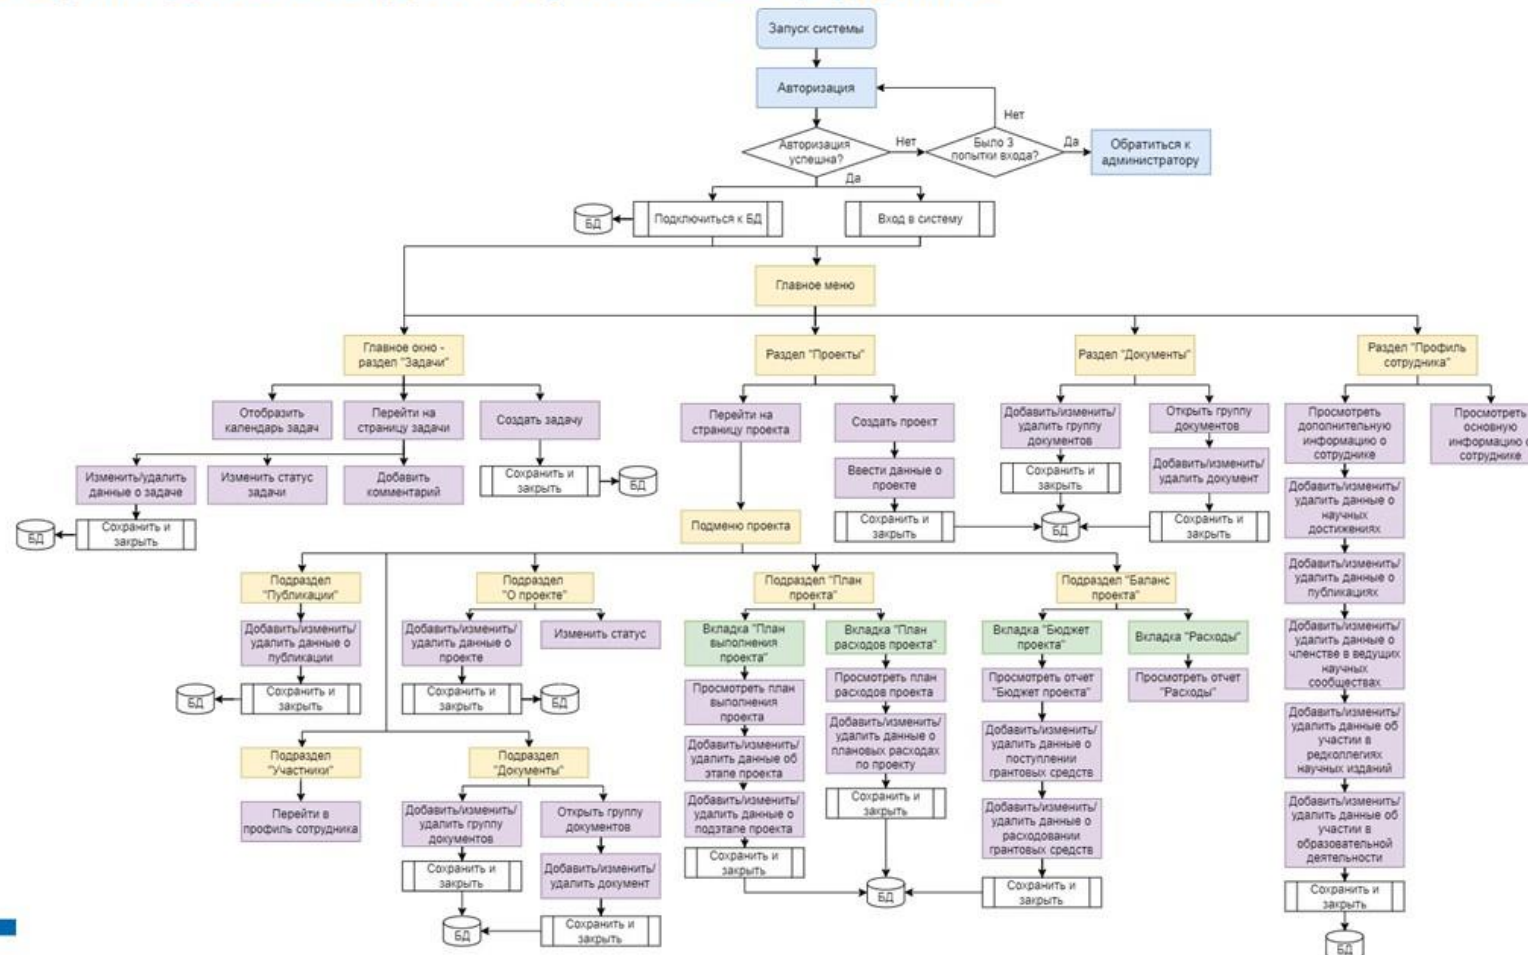 Запуск системы
Авторизация
Авторизация
успешна?
Нет
Было 3
попытки входа?
Нет
Да
Обратиться к
администратору
Да
БД
Подключиться к БД
Вход в систему
Главное меню
Главное окно -
раздел "Задачи"
Раздел "Проекты"
Раздел "Документы"
Раздел "Профиль
сотрудника"
Отобразить
календарь задач
Перейти на
страницу задачи
Создать задачу
Изменить/удалить
данные о задаче
Изменить статус
задачи
Добавить
комментарий
Сохранить и
закрыть
БД
БД
Сохранить и
закрыть
Перейти на
страницу проекта
Создать проект
Ввести данные о
проекте
Сохранить и
закрыть
Добавить/изменить/
удалить группу
документов
Сохранить и
закрыть
Открыть группу
документов
Добавить/изменить/
удалить документ
Сохранить и
закрыть
БД
Просмотреть
дополнительную
информацию о
сотруднике
Просмотреть
основную
информацию о
сотруднике
Добавить/изменить/
удалить данные о
научных
достижениях
Добавить/изменить/
удалить данные о
публикациях
Добавить/изменить/
удалить данные о
членстве в ведущих
научных
сообществах
Добавить/изменить/
удалить данные об
участии в
редколлегиях
научных изданий
Добавить/изменить/
удалить данные об
участии в
образовательной
деятельности
Сохранить и
закрыть
БД
Подменю проекта
Подраздел
"Публикации"
Добавить/изменить/
удалить данные о
публикации
БД
Сохранить и
закрыть
Подраздел
"О проекте"
Добавить/изменить/
удалить данные о
проекте
Изменить статус
Сохранить и
закрыть
БД
Подраздел "План
проекта"
Вкладка "План
выполнения
проекта"
Просмотреть план
выполнения
проекта
Добавить/изменить/
удалить данные об
этапе проекта
Добавить/изменить/
удалить данные о
подэтапе проекта
Сохранить и
закрыть
Вкладка "План
расходов проекта"
Просмотреть план
расходов проекта
Добавить/изменить/
удалить данные о
плановых расходах
по проекту
Сохранить и
закрыть
БД
Подраздел "Баланс
проекта"
Вкладка "Бюджет
проекта"
Просмотреть отчет
"Бюджет проекта"
Добавить/изменить/
удалить данные о
поступлении
грантовых средств
Добавить/изменить/
удалить данные о
расходовании
грантовых средств
Сохранить и
закрыть
Вкладка "Расходы"
Просмотреть отчет
"Расходы"
Подраздел
"Участники"
Перейти в
профиль сотрудника
Подраздел
"Документы"
Добавить/изменить/
удалить группу
документов
Сохранить и
закрыть
БД
Открыть группу
документов
Добавить/изменить/
удалить документ
Сохранить и
закрыть